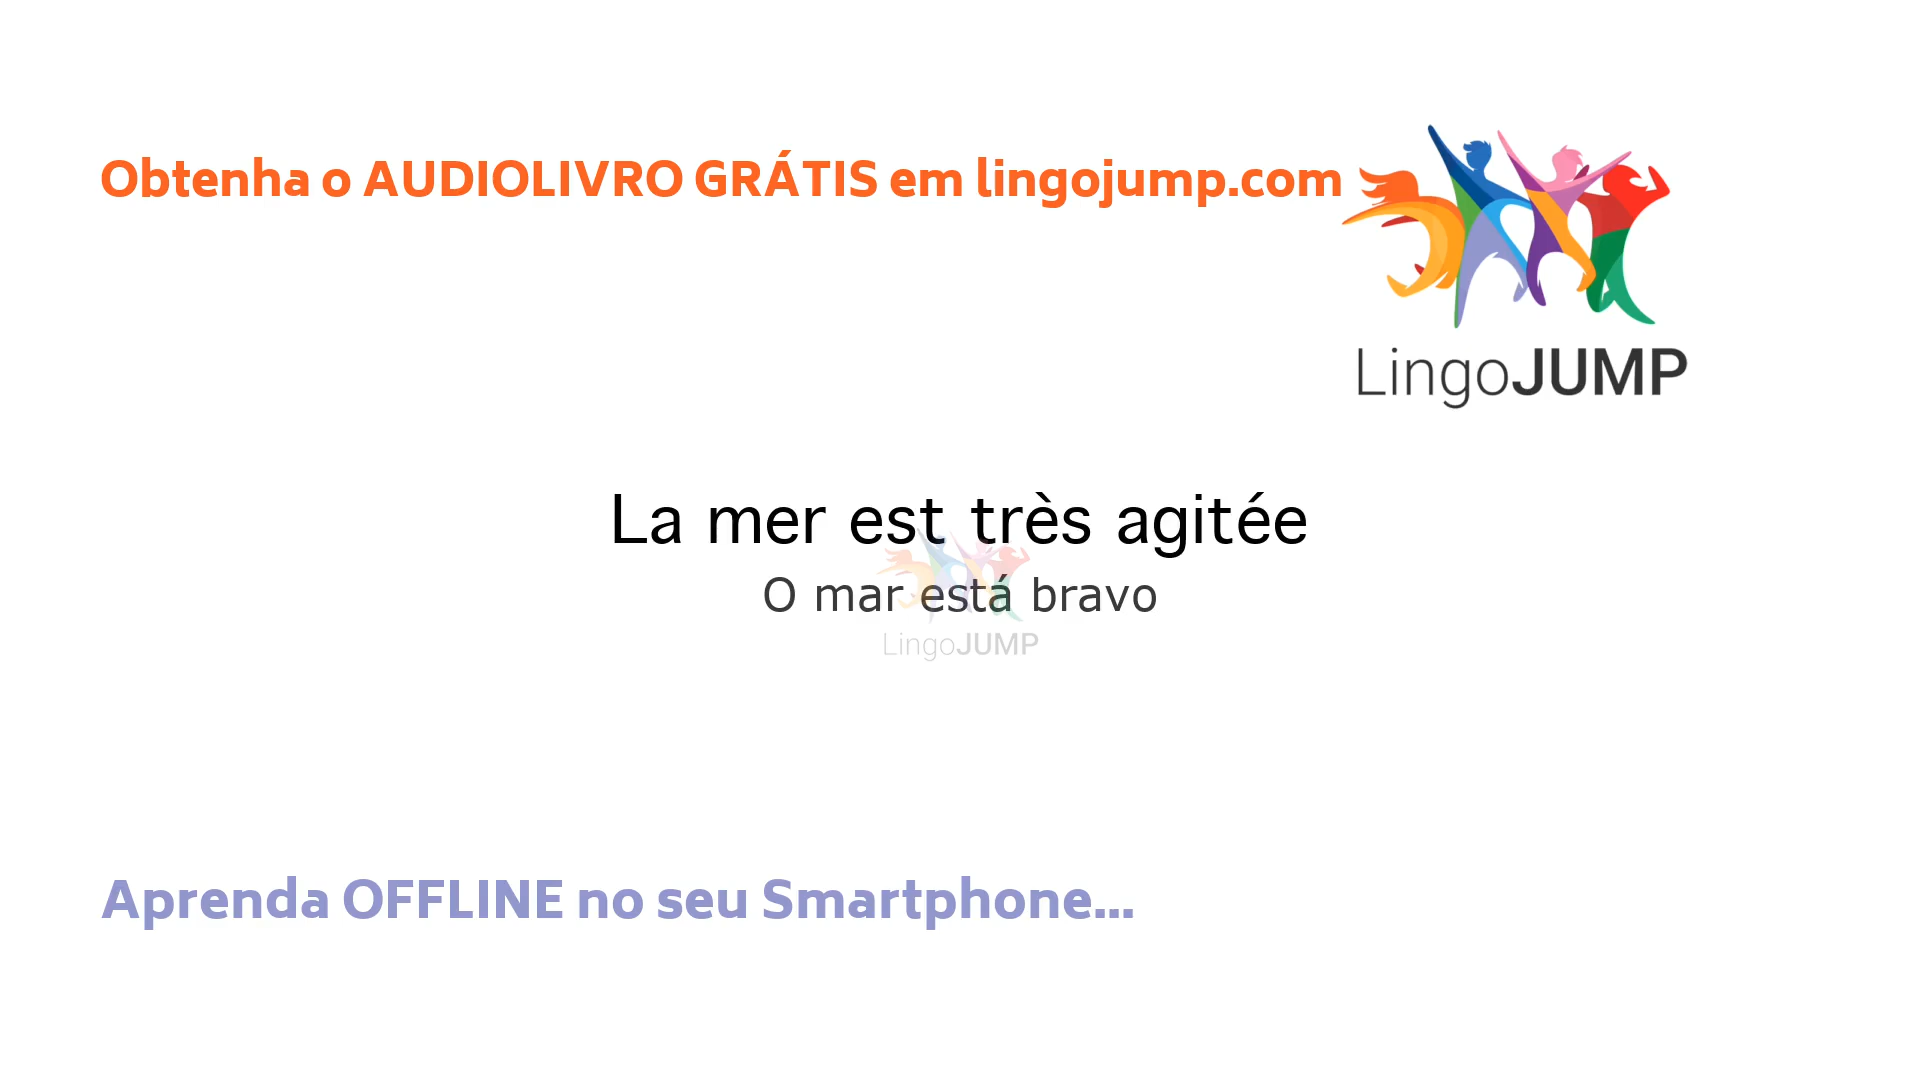 Obtenha o AUDIOLIVRO GRÁTIS em lingojump.com
LingoJUMP
La mer est très agitée
O mar está bravo
LingoJUMP
Aprenda OFFLINE no seu Smartphone...